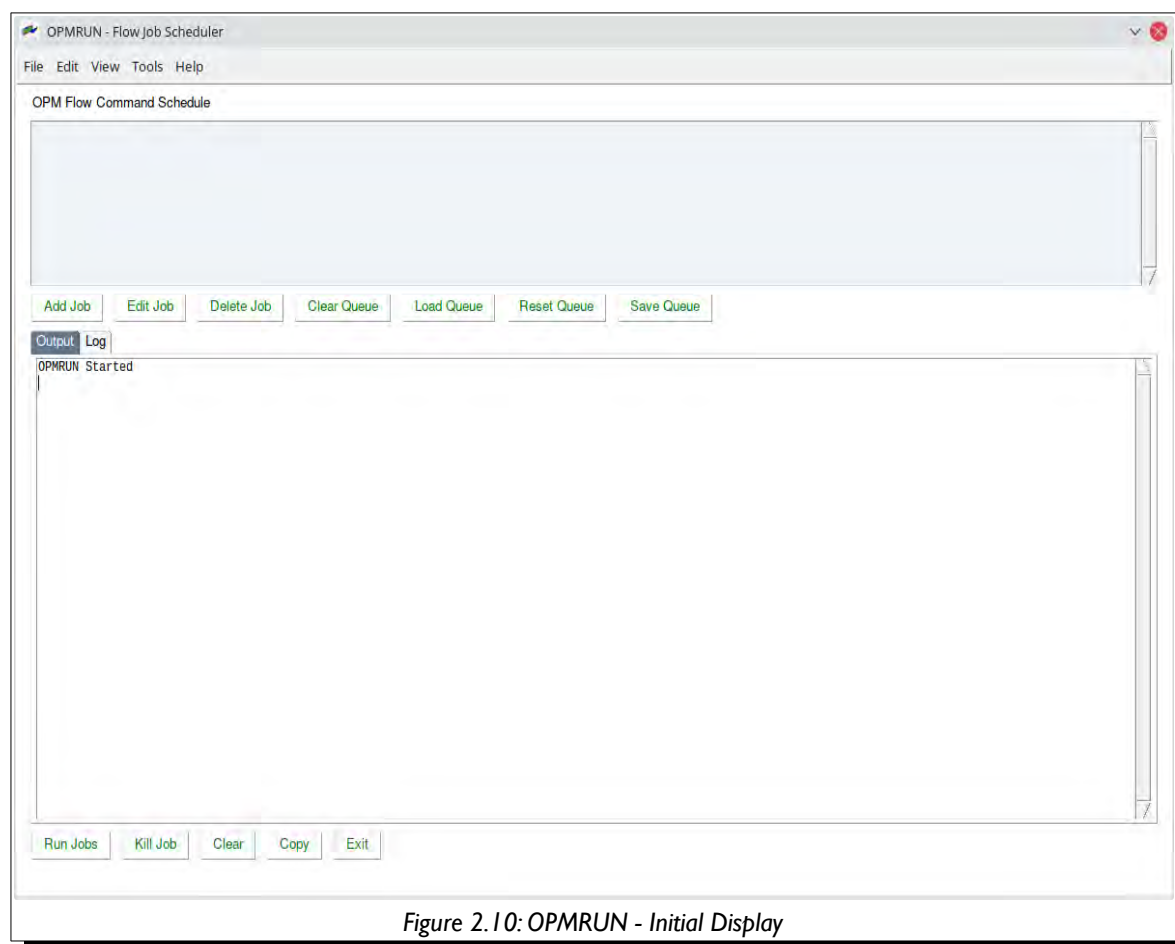 OPMRUN - Flow Job Scheduler
File Edit View Tools Help
OPM Flow Command Schedule
Add Job Edit Job Delete Job Clear Queue Load Queue Reset Queue Save Queue
Output Log
OPMRUN Started
Run Jobs Kill Job Clear Copy Exit
Figure 2.10: OPMRUN - Initial Display